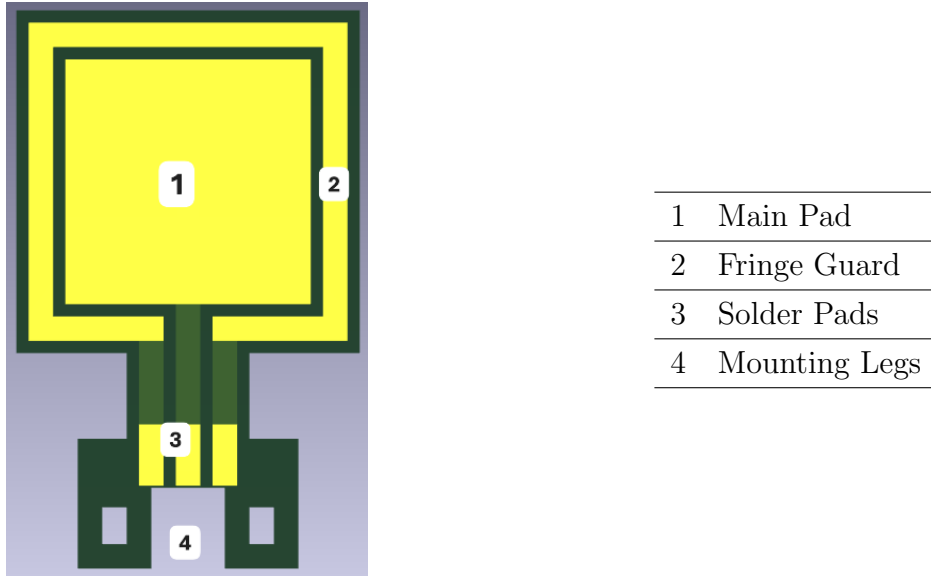 1
2
3
4
1 Main Pad
2 Fringe Guard
3 Solder Pads
4 Mounting Legs